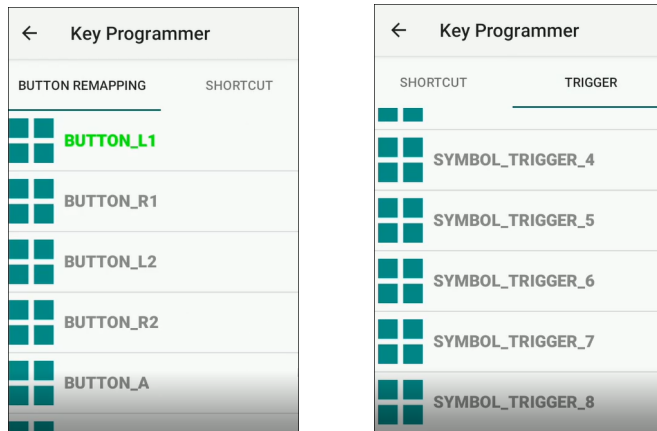 Key Programmer
BUTTON REMAPPING SHORTCUT
BUTTON_L1
BUTTON_R1
BUTTON_L2
BUTTON_R2
BUTTON_A
Key Programmer
SHORTCUT TRIGGER
SYMBOL_TRIGGER_4
SYMBOL_TRIGGER_5
SYMBOL_TRIGGER_6
SYMBOL_TRIGGER_7
SYMBOL_TRIGGER_8